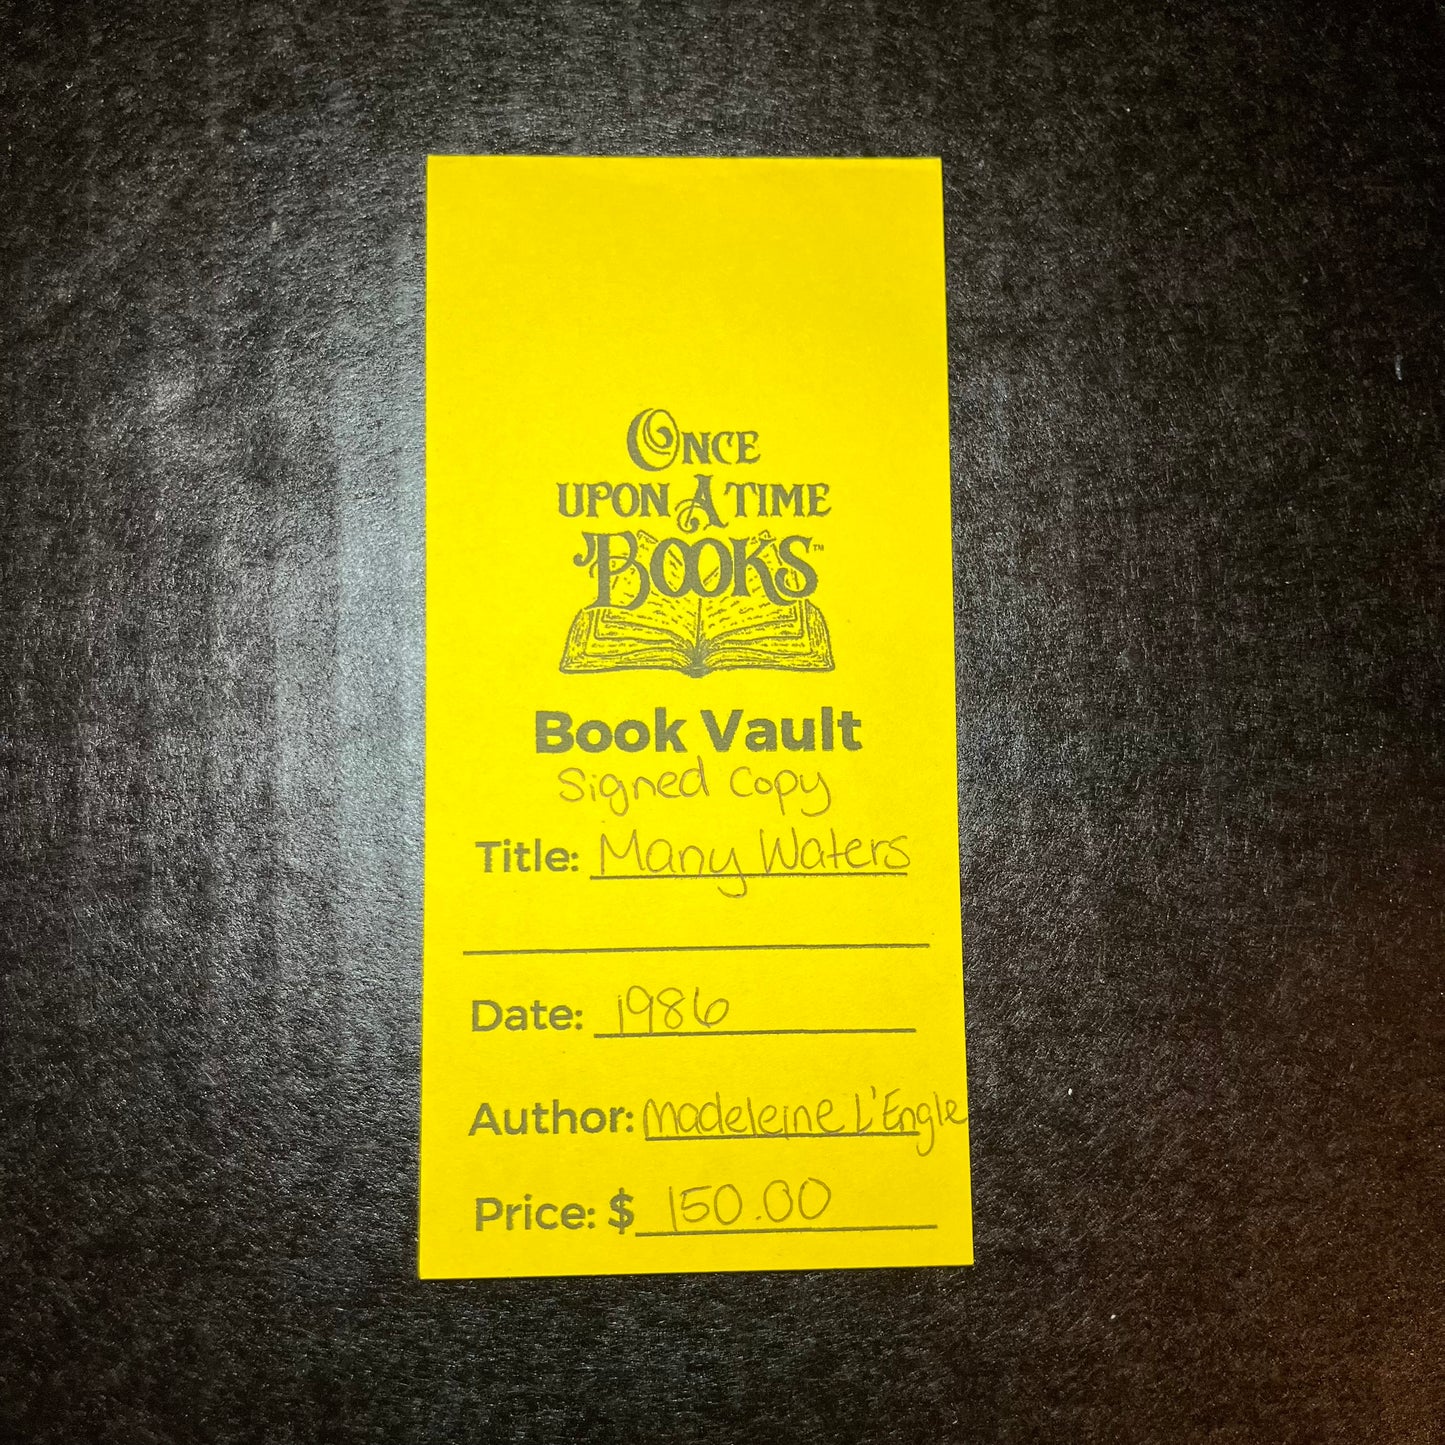 ONCE
UPON A TIME
BOOKS™
Book Vault
Signed Copy
Title: Many Waters
Date: 1986
Author: Madeleine L'Engle
Price: $ 150.00